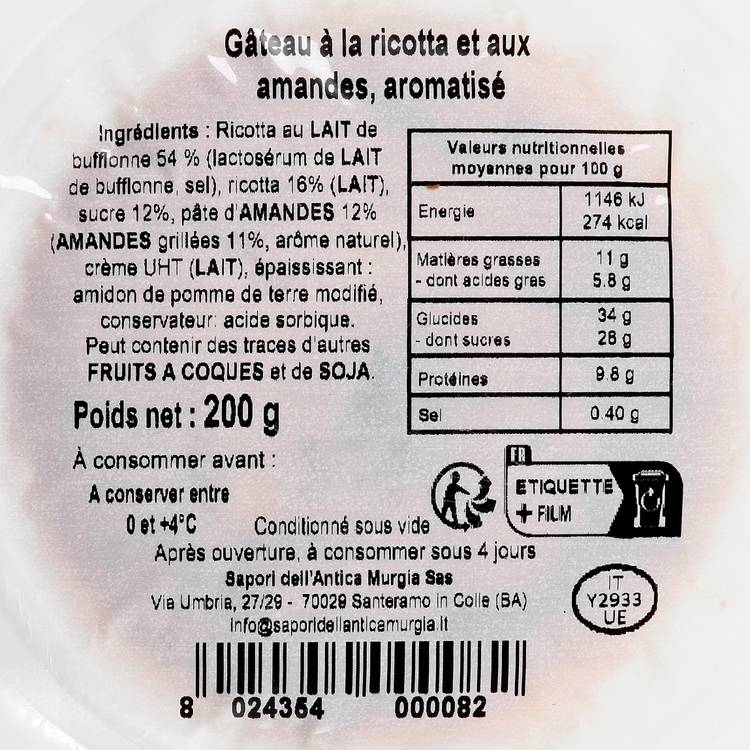 Gâteau à la ricotta et aux
amandes, aromatisé
Ingrédients : Ricotta au LAIT de
bufflonne 54 % (lactosérum de LAIT
de bufflonne, sel), ricotta 16% (LAIT),
sucre 12%, pâte d'AMANDES 12%
(AMANDES grillées 11%, arôme naturel),
crème UHT (LAIT), épaississant :
amidon de pomme de terre modifié,
conservateur: acide sorbique.
Peut contenir des traces d'autres
FRUITS A COQUES et de SOJA.
Valeurs nutritionnelles
moyennes pour 100 g
Energie 1146 kJ
274 kcal
Matières grasses 11 g
- dont acides gras 5.8 g
Glucides 34 g
- dont sucres 28 g
Protéines 9.8 g
Sel 0.40 g
Poids net : 200 g
À consommer avant :
A conserver entre
0 et +4°C
Conditionné sous vide
FR
ETIQUETTE
+ FILM
Après ouverture, à consommer sous 4 jours
Sapori dell'Antica Murgia Sas
Via Umbria, 27/29 - 70029 Santeramo in Colle (BA)
info@saporidellanticamurgia.it
IT
Y2933
UE
8 024354 000082